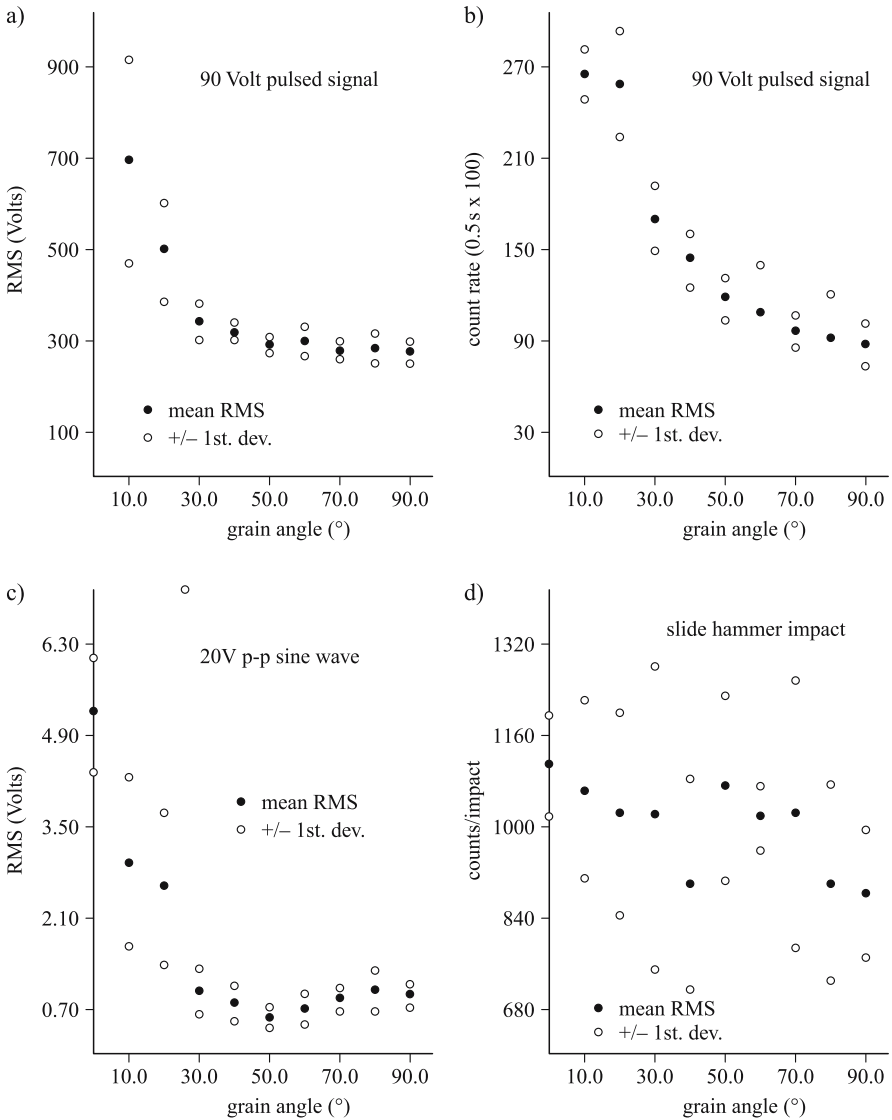 a)
90 Volt pulsed signal
RMS (Volts)
900
700
500
300
100
mean RMS
+/– 1st. dev.
10.0 30.0 50.0 70.0 90.0
grain angle (°)
b)
90 Volt pulsed signal
count rate (0.5 s x 100)
270
210
150
90
30
mean RMS
+/– 1st. dev.
10.0 30.0 50.0 70.0 90.0
grain angle (°)
c)
20V p-p sine wave
RMS (Volts)
6.30
4.90
3.50
2.10
0.70
mean RMS
+/– 1st. dev.
10.0 30.0 50.0 70.0 90.0
grain angle (°)
d)
slide hammer impact
counts/impact
1320
1160
1000
840
680
mean RMS
+/– 1st. dev.
10.0 30.0 50.0 70.0 90.0
grain angle (°)